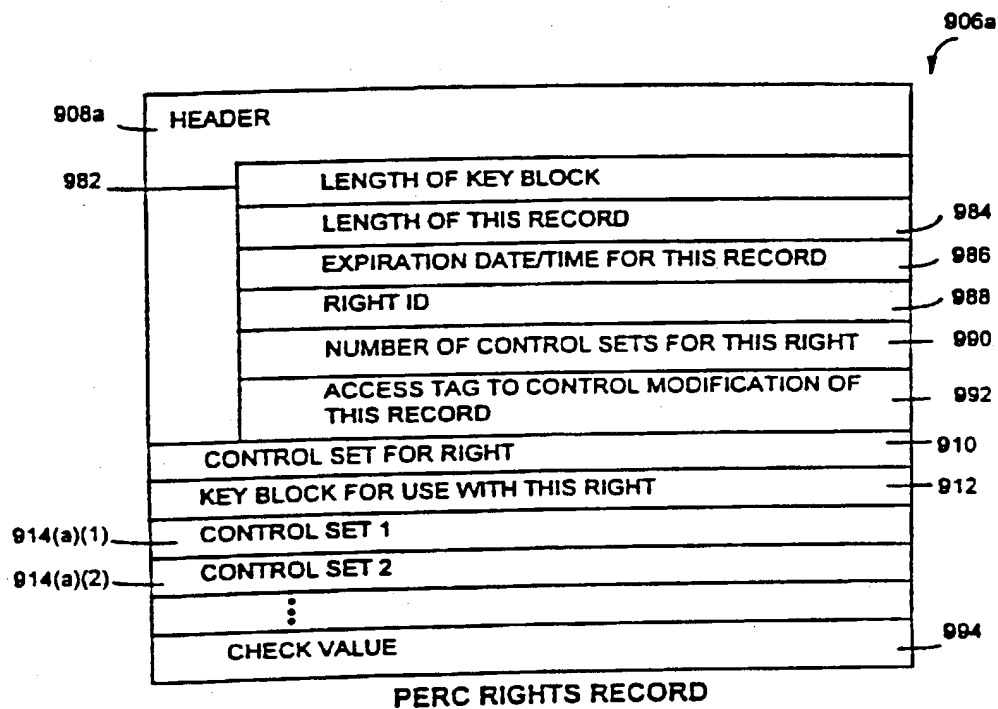 906a
908a HEADER
982 LENGTH OF KEY BLOCK
LENGTH OF THIS RECORD 984
EXPIRATION DATE/TIME FOR THIS RECORD 986
RIGHT ID 988
NUMBER OF CONTROL SETS FOR THIS RIGHT 990
ACCESS TAG TO CONTROL MODIFICATION OF
THIS RECORD 992
CONTROL SET FOR RIGHT 910
KEY BLOCK FOR USE WITH THIS RIGHT 912
914(a)(1) CONTROL SET 1
914(a)(2) CONTROL SET 2
CHECK VALUE 994
PERC RIGHTS RECORD